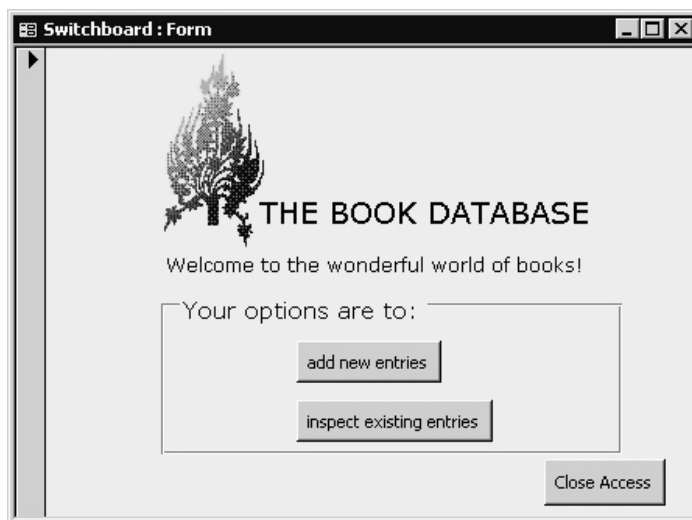 Switchboard : Form
THE BOOK DATABASE
Welcome to the wonderful world of books!
Your options are to:
add new entries
inspect existing entries
Close Access